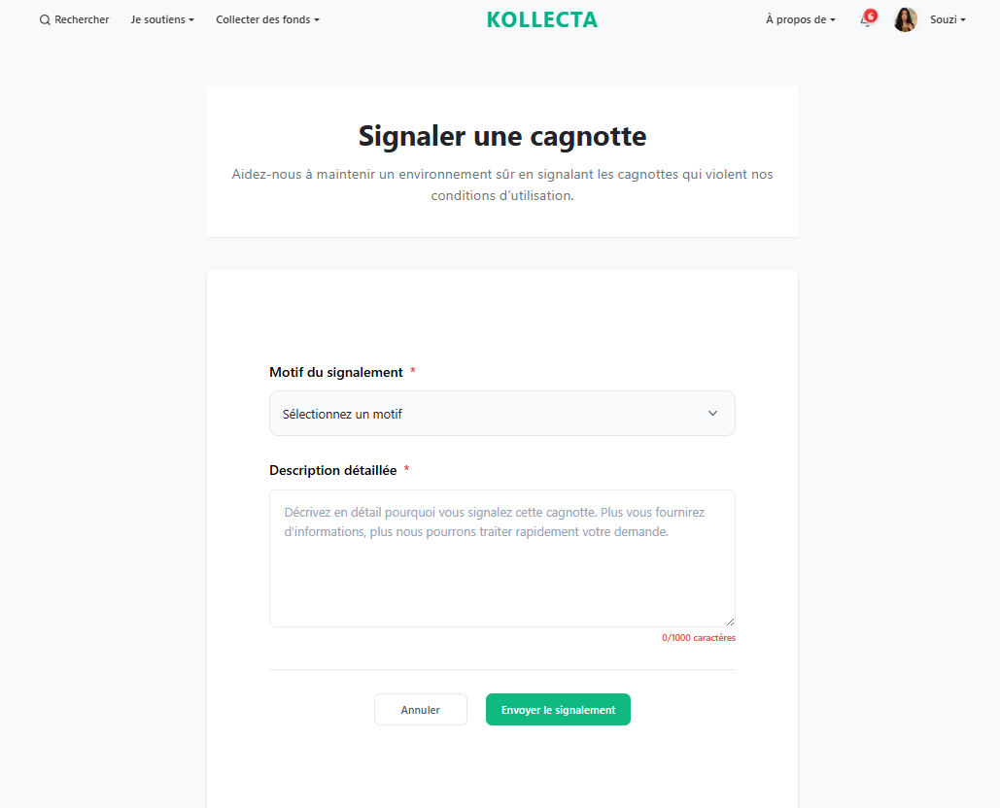 Rechercher Je soutiens Collecter des fonds KOLLECTA À propos de 6 Souzi
Signaler une cagnotte
Aidez-nous à maintenir un environnement sûr en signalant les cagnottes qui violent nos
conditions d'utilisation.
Motif du signalement *
Sélectionnez un motif
Description détaillée *
Décrivez en détail pourquoi vous signalez cette cagnotte. Plus vous fournirez
d'informations, plus nous pourrons traiter rapidement votre demande.
0/1000 caractères
Annuler Envoyer le signalement